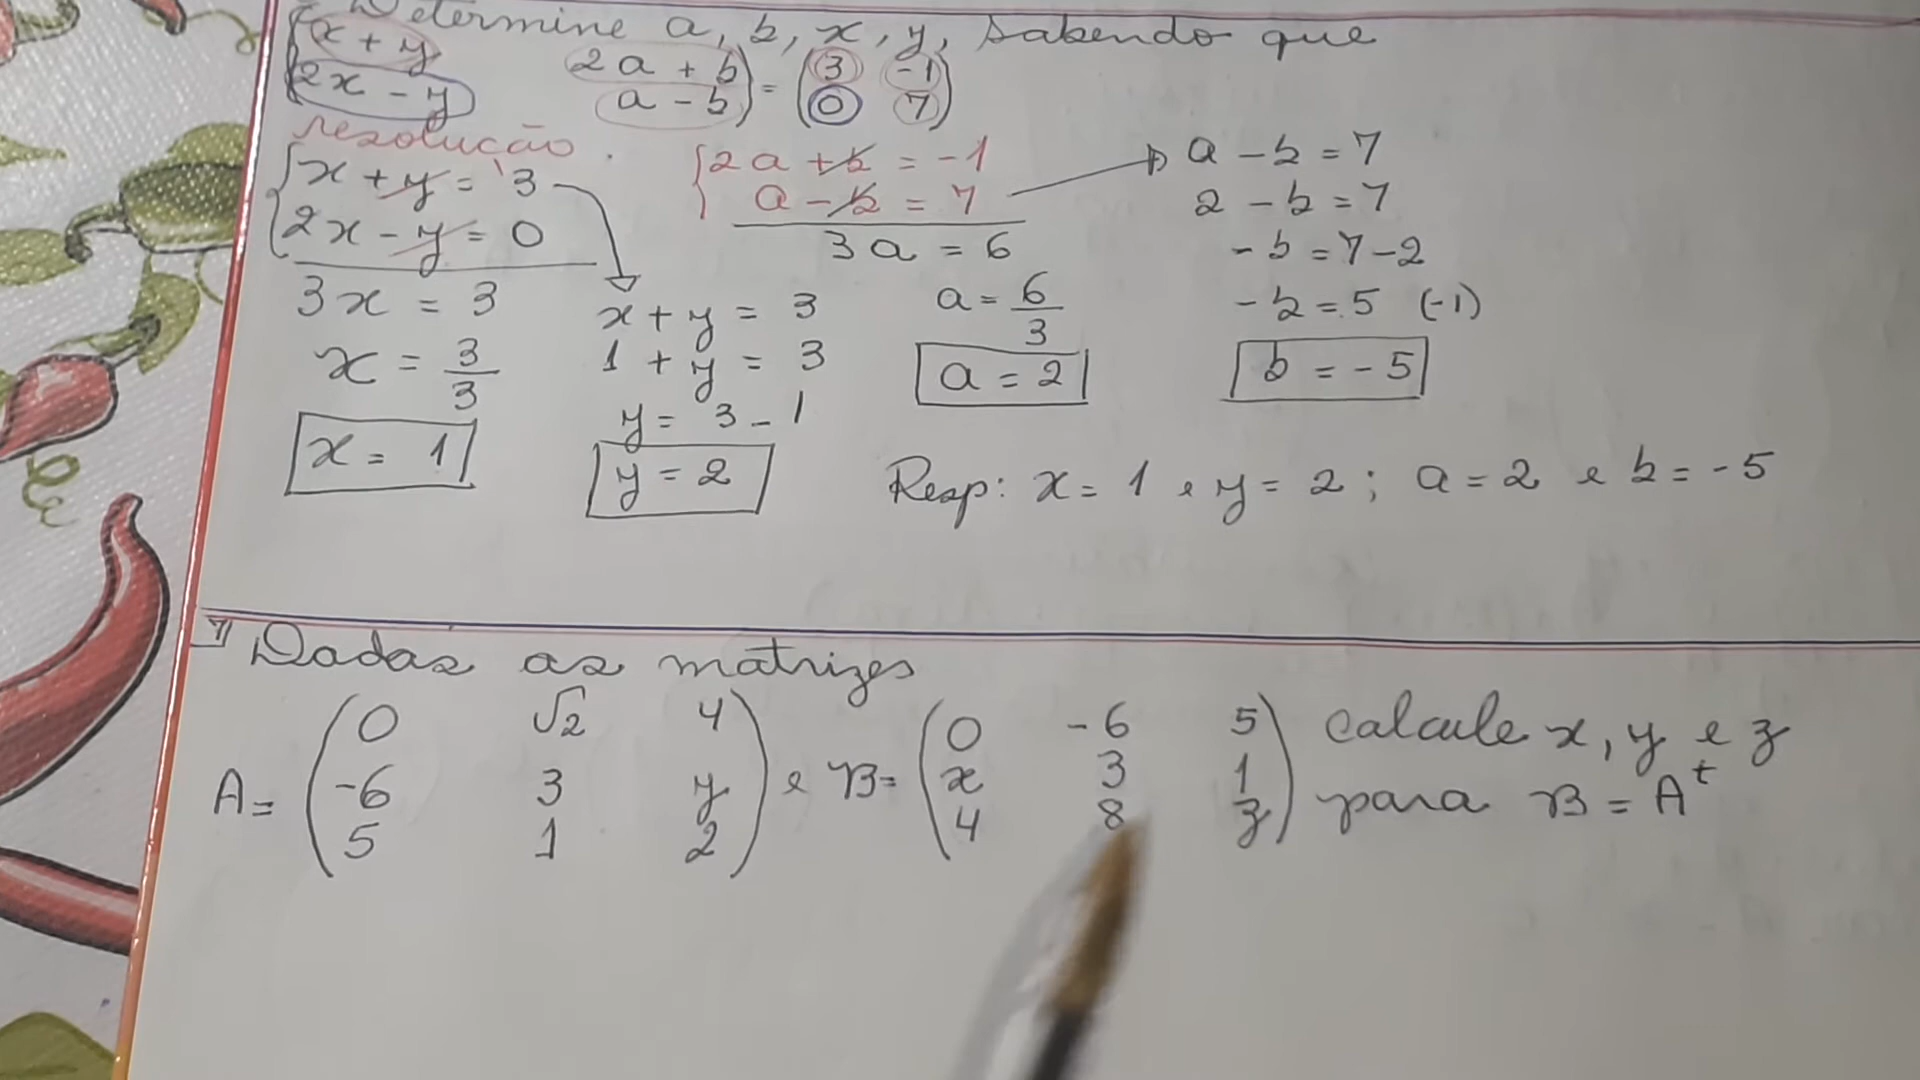 Determine a, b, x, y, sabendo que
x + y 2a + b = 3 -1
2x - y a - b 0 7
resolução.
x + y = 3
2x - y = 0
3x = 3
x = 3/3
x = 1
x + y = 3
1 + y = 3
y = 3 - 1
y = 2
2a + b = -1
a - b = 7
3a = 6
a = 6/3
a = 2
a - b = 7
2 - b = 7
-b = 7 - 2
-b = 5 (-1)
b = -5
Resp: x = 1 e y = 2 ; a = 2 e b = -5
7 Dadas as matrizes
0 √2 4 0 -6 5 calcule x, y e z
A = -6 3 y e B = x 3 1 para B = Aᵗ
5 1 2 4 8 z